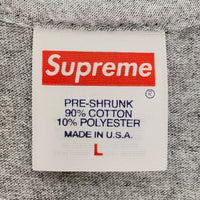 Supreme
®
PRE-SHRUNK
90% COTTON
10% POLYESTER
MADE IN U.S.A.
L